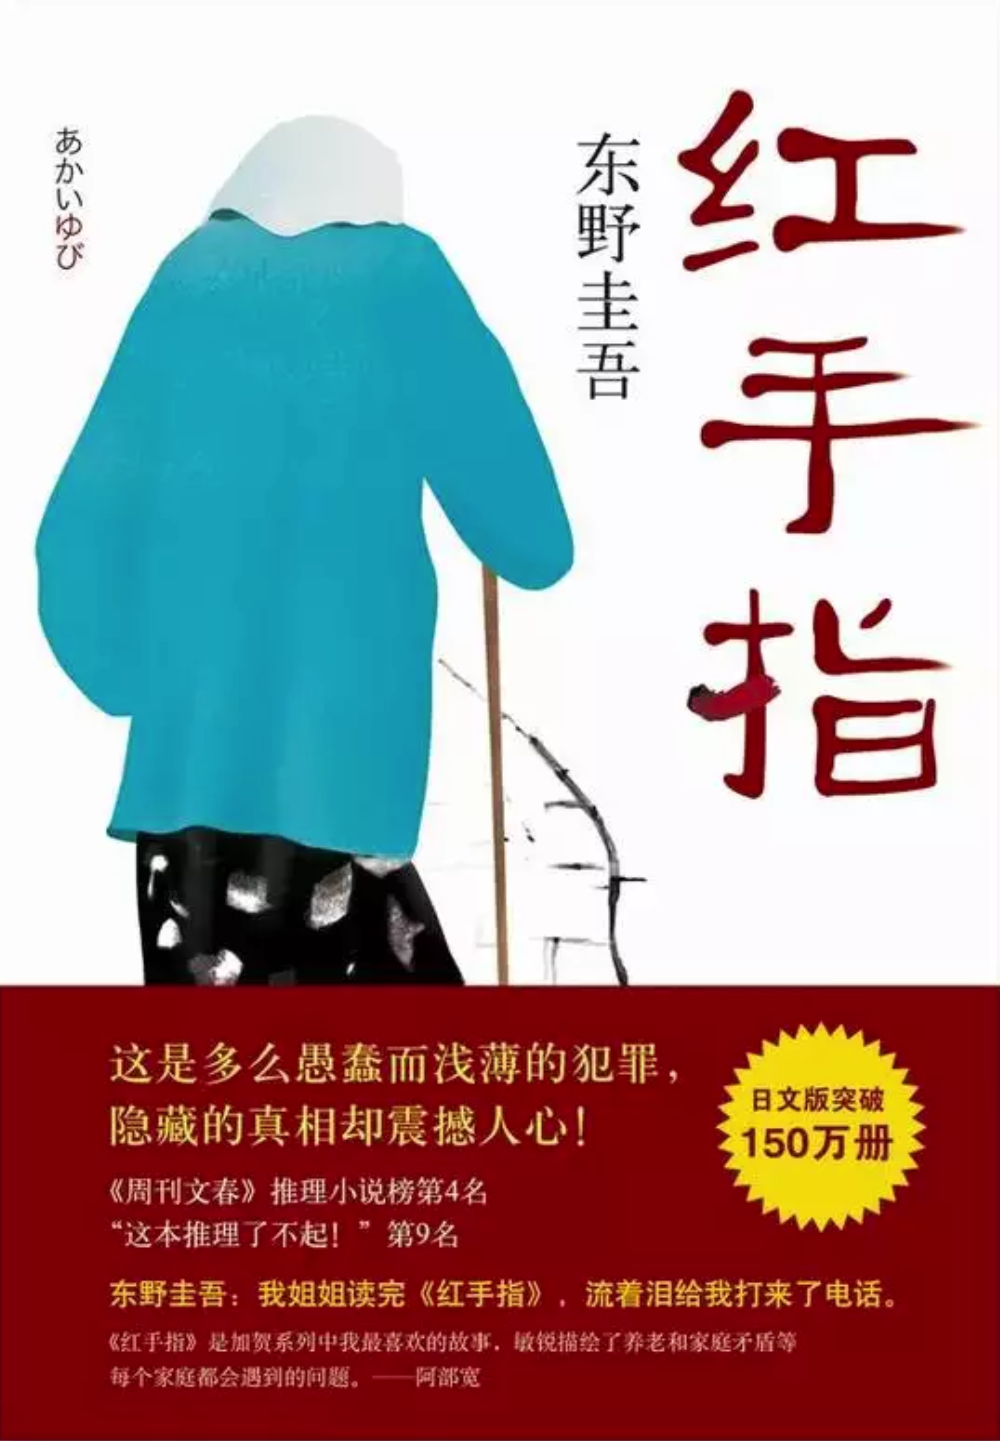 红手指
东野圭吾
あかいゆび
这是多么愚蠢而浅薄的犯罪，
隐藏的真相却震撼人心！
日文版突破
150万册
《周刊文春》推理小说榜第4名
“这本推理了不起！”第9名
东野圭吾：我姐姐读完《红手指》，流着泪给我打来了电话。
《红手指》是加贺系列中我最喜欢的故事，敏锐描绘了养老和家庭矛盾等
每个家庭都会遇到的问题。——阿部宽